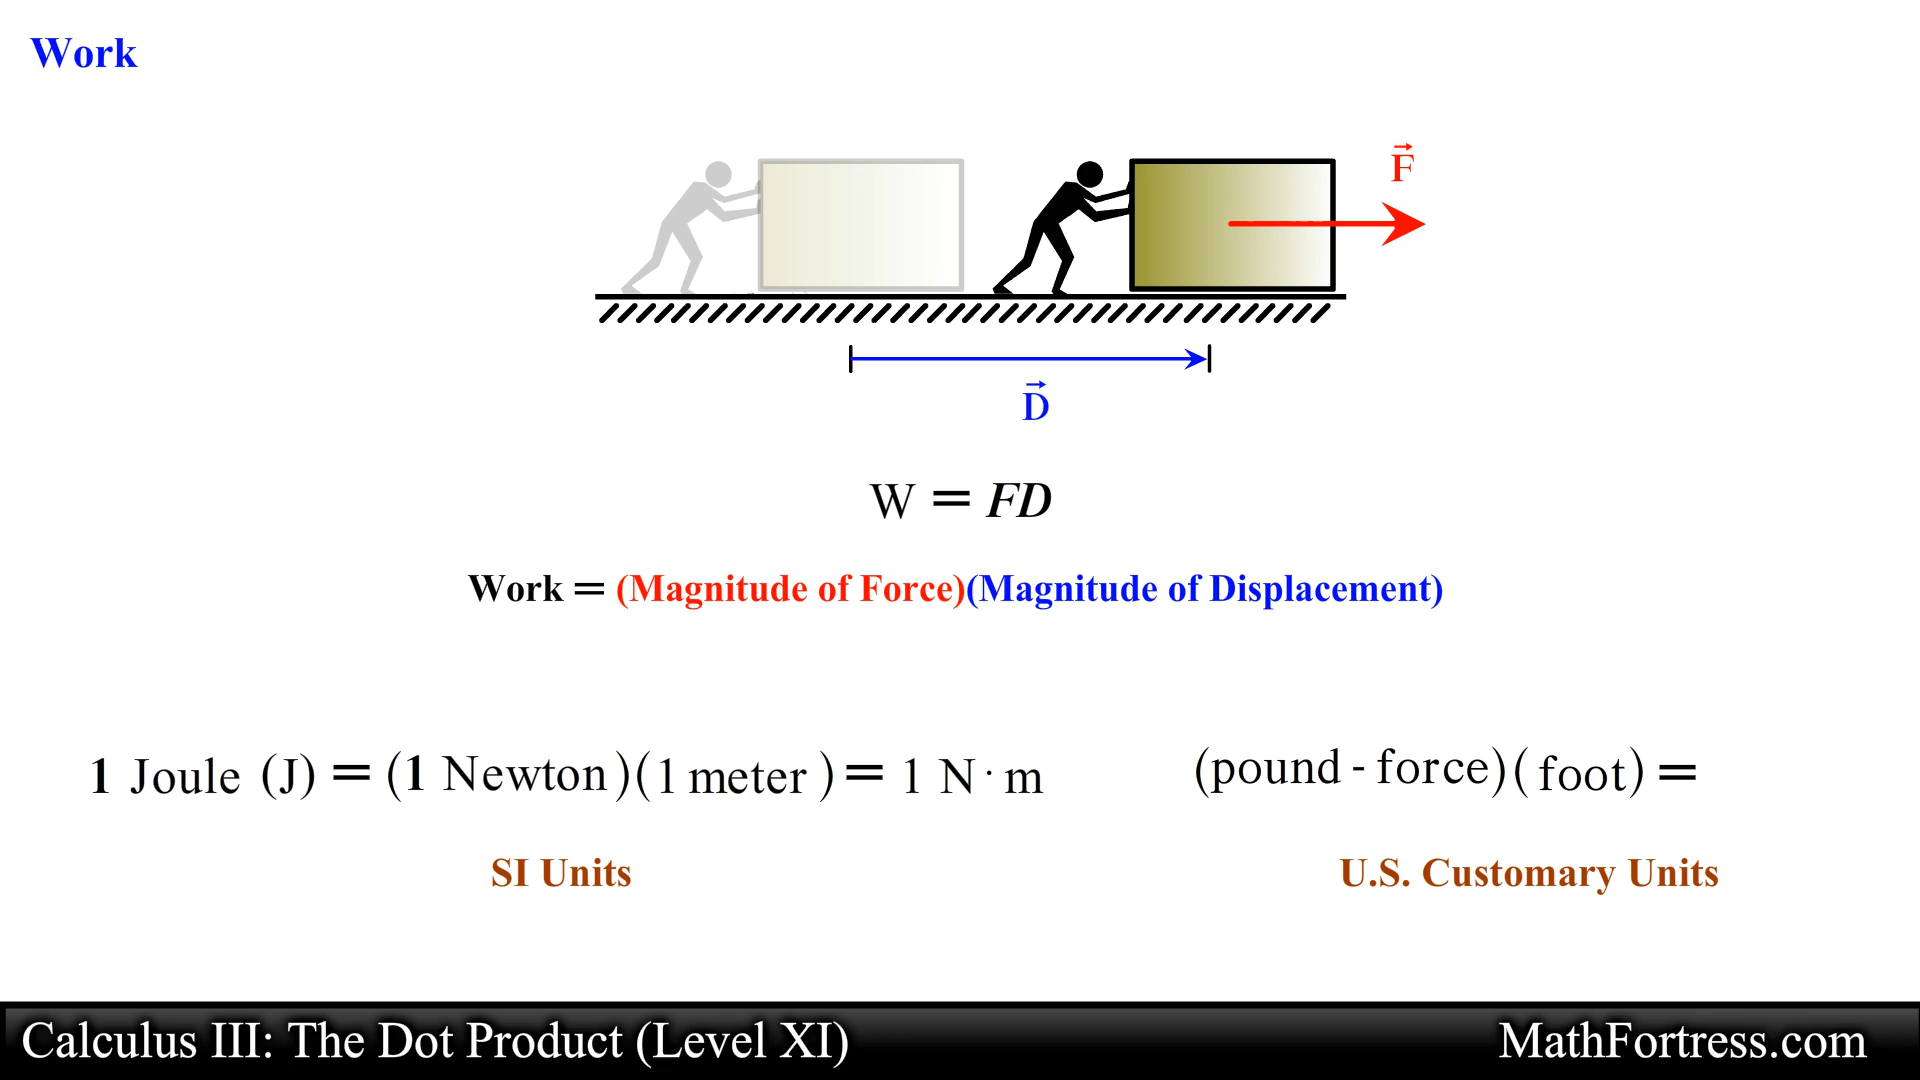 Work
F⃗
D⃗
W = FD
Work = (Magnitude of Force)(Magnitude of Displacement)
1 Joule (J) = (1 Newton)(1 meter) = 1 N·m
(pound-force)(foot) =
SI Units
U.S. Customary Units
Calculus III: The Dot Product (Level XI)
MathFortress.com